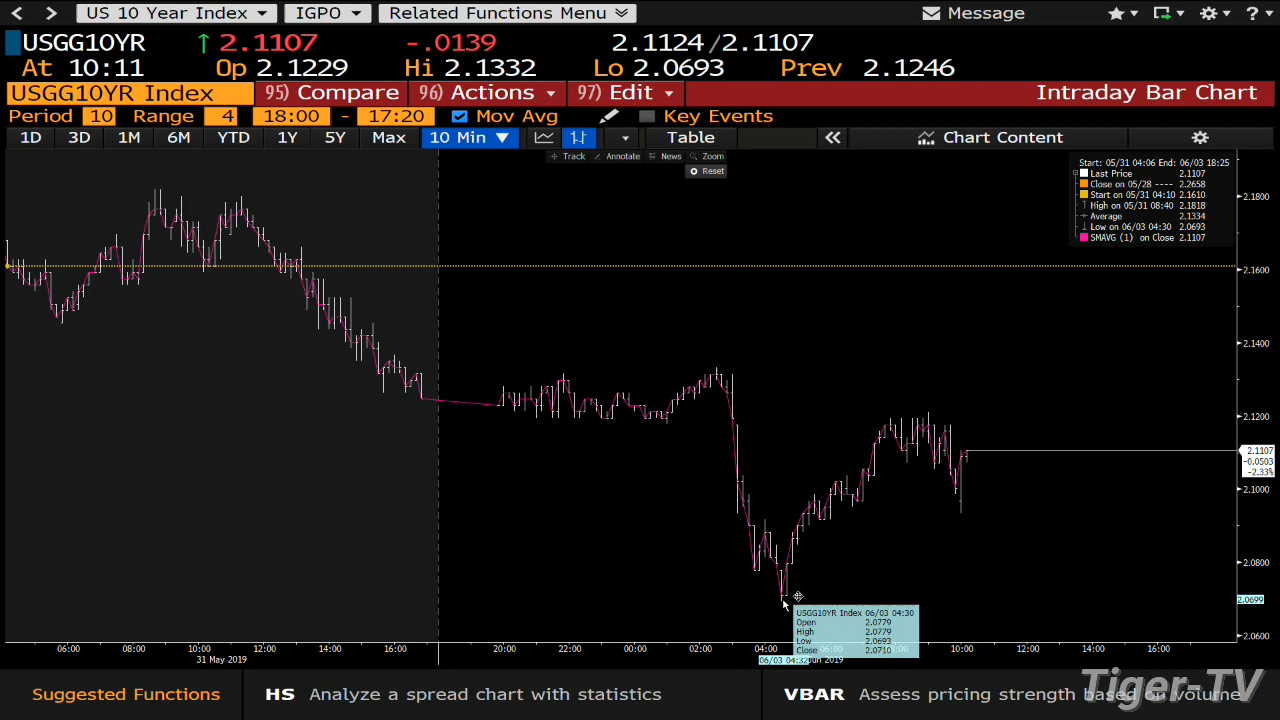 US 10 Year Index IGPO Related Functions Menu Message
USGG10YR ↑ 2.1107 -.0139 2.1124/2.1107
At 10:11 Op 2.1229 Hi 2.1332 Lo 2.0693 Prev 2.1246
USGG10YR Index 95) Compare 96) Actions 97) Edit Intraday Bar Chart
Period 10 Range 4 18:00 - 17:20 Mov Avg Key Events
1D 3D 1M 6M YTD 1Y 5Y Max 10 Min ▼ Table « Chart Content
Track Annotate News Zoom
Reset
Start: 05/31 04:06 End: 06/03 18:25
Last Price 2.1107
Close on 05/28 ---- 2.2658
Start on 05/31 04:10 2.1610
High on 05/31 08:40 2.1818
Average 2.1334
Low on 06/03 04:30 2.0693
SMAVG (1) on Close 2.1107
2.1800
2.1600
2.1400
2.1200
2.1107
-0.0503
-2.33%
2.1000
2.0800
2.0699
2.0600
USGG10YR Index 06/03 04:30
Open 2.0779
High 2.0779
Low 2.0693
Close 2.0710
06:00 08:00 10:00 12:00 14:00 16:00 20:00 22:00 00:00 02:00 04:00 10:00 12:00 14:00 16:00
31 May 2019 06/03 04:32 2019
Suggested Functions HS Analyze a spread chart with statistics VBAR Assess pricing strength based on volume
Tiger-TV